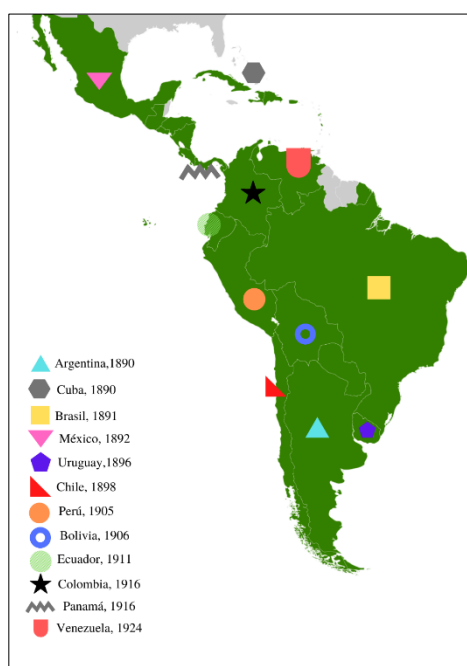 Argentina,1890
Cuba, 1890
Brasil, 1891
México, 1892
Uruguay,1896
Chile, 1898
Perú, 1905
Bolivia, 1906
Ecuador, 1911
Colombia, 1916
Panamá, 1916
Venezuela, 1924